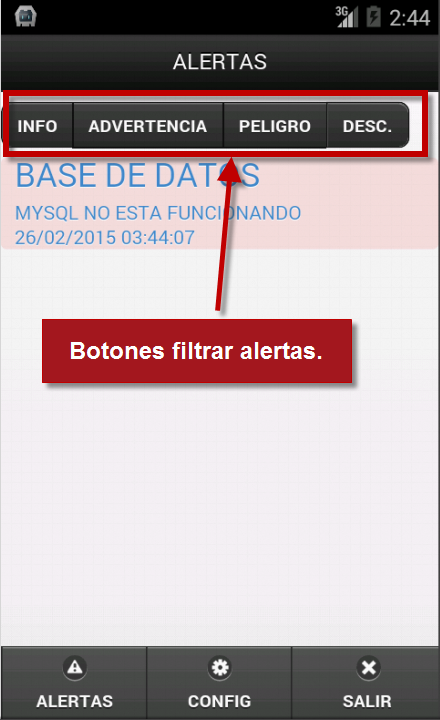 3G 2:44
ALERTAS
INFO ADVERTENCIA PELIGRO DESC.
BASE DE DATOS
MYSQL NO ESTA FUNCIONANDO
26/02/2015 03:44:07
Botones filtrar alertas.
ALERTAS CONFIG SALIR